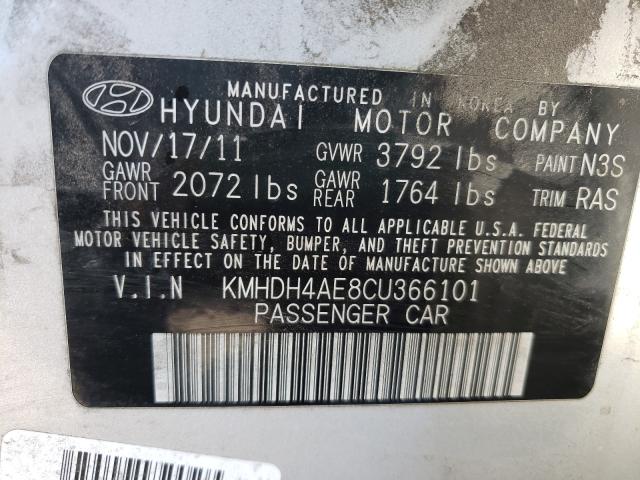 MANUFACTURED IN KOREA BY
HYUNDAI MOTOR COMPANY
NOV/17/11 GVWR 3792 lbs PAINT N3S
GAWR FRONT 2072 lbs GAWR REAR 1764 lbs TRIM RAS
THIS VEHICLE CONFORMS TO ALL APPLICABLE U.S.A. FEDERAL
MOTOR VEHICLE SAFETY, BUMPER, AND THEFT PREVENTION STANDARDS
IN EFFECT ON THE DATE OF MANUFACTURE SHOWN ABOVE
V.I.N KMHDH4AE8CU366101
PASSENGER CAR